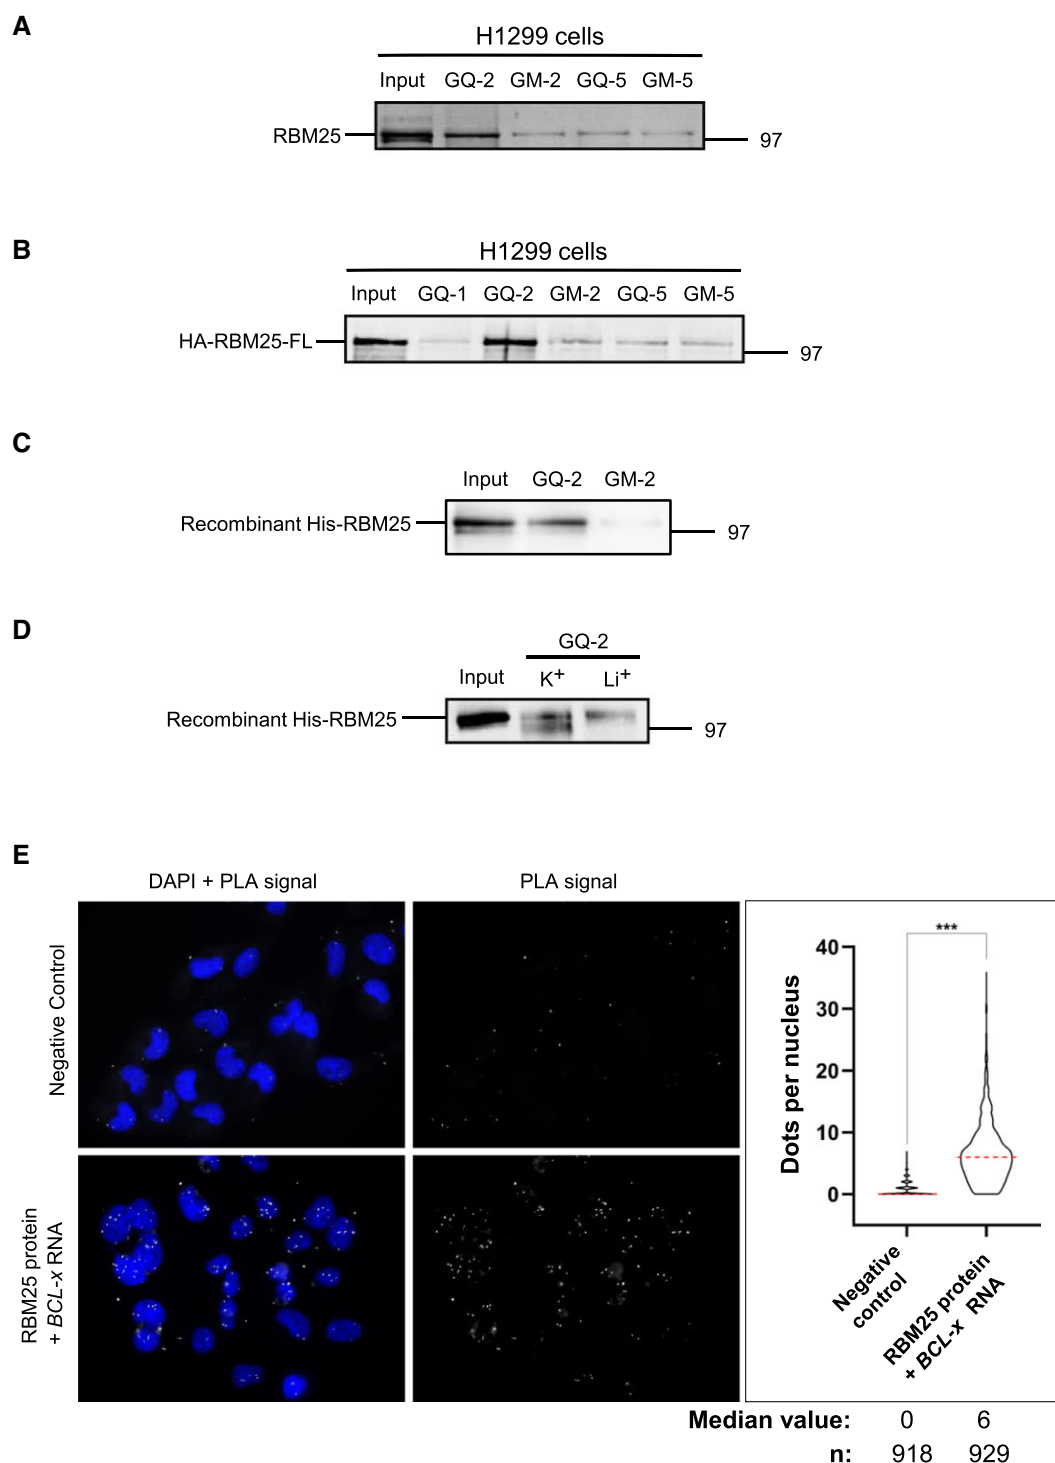 A
H1299 cells
Input GQ-2 GM-2 GQ-5 GM-5
RBM25
97
B
H1299 cells
Input GQ-1 GQ-2 GM-2 GQ-5 GM-5
HA-RBM25-FL
97
C
Input GQ-2 GM-2
Recombinant His-RBM25
97
D
GQ-2
Input K+ Li+
Recombinant His-RBM25
97
E
DAPI + PLA signal
PLA signal
Negative Control
RBM25 protein
+ BCL-x RNA
***
Dots per nucleus
40
30
20
10
0
Negative
control
RBM25 protein
+ BCL-x RNA
Median value: 0 6
n: 918 929